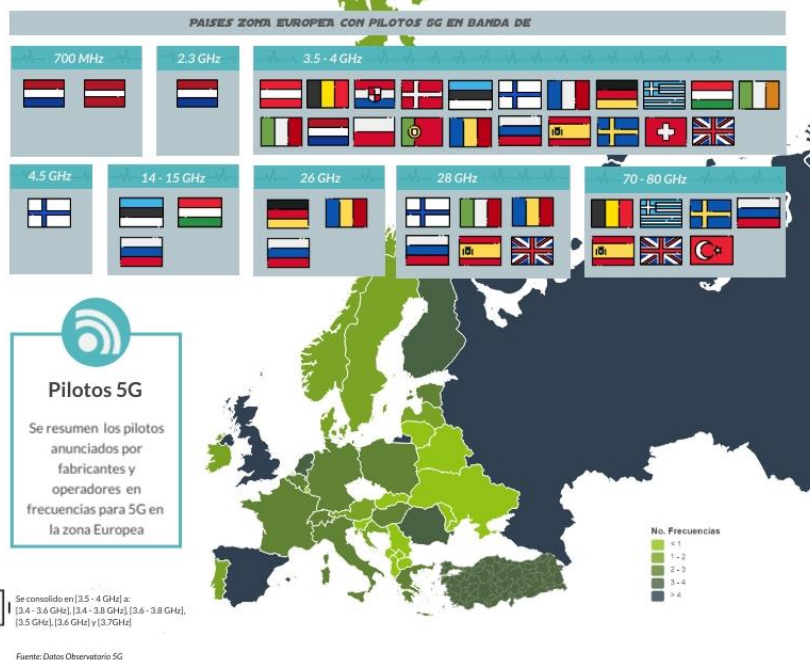 PAISES ZONA EUROPEA CON PILOTOS 5G EN BANDA DE
700 MHz
2.3 GHz
3.5 - 4 GHz
4.5 GHz
14 - 15 GHz
26 GHz
28 GHz
70 - 80 GHz
Pilotos 5G
Se resumen los pilotos
anunciados por
fabricantes y
operadores en
frecuencias para 5G en
la zona Europea
No. Frecuencias
< 1
1 - 2
2 - 3
3 - 4
> 4
Se consolido en [3.5 - 4 GHz] a:
[3.4 - 3.6 GHz], [3.4 - 3.8 GHz], [3.6 - 3.8 GHz],
[3.5 GHz], [3.6 GHz] y [3.7GHz]
Fuente: Datos Observatorio 5G